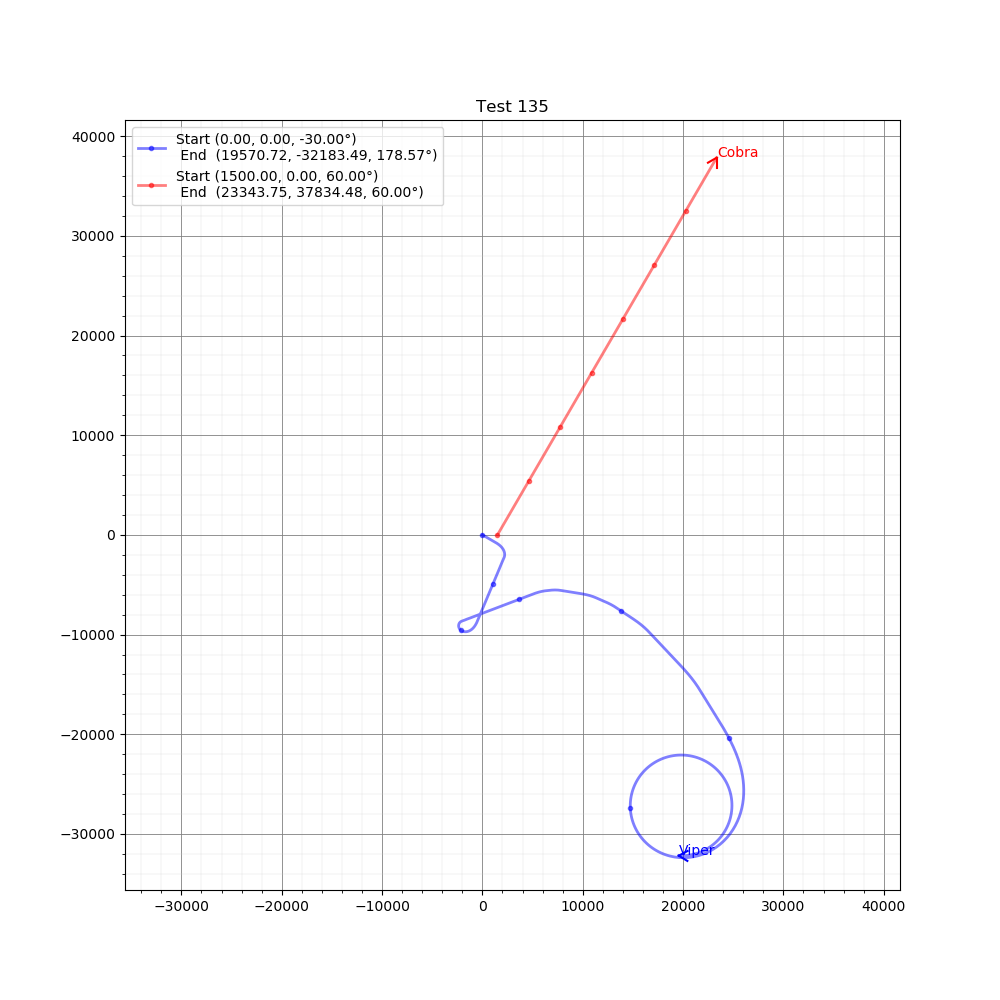 Test 135
Start (0.00, 0.00, -30.00°)
End  (19570.72, -32183.49, 178.57°)
Start (1500.00, 0.00, 60.00°)
End  (23343.75, 37834.48, 60.00°)
Cobra
Viper
40000
30000
20000
10000
0
−10000
−20000
−30000
−30000
−20000
−10000
0
10000
20000
30000
40000